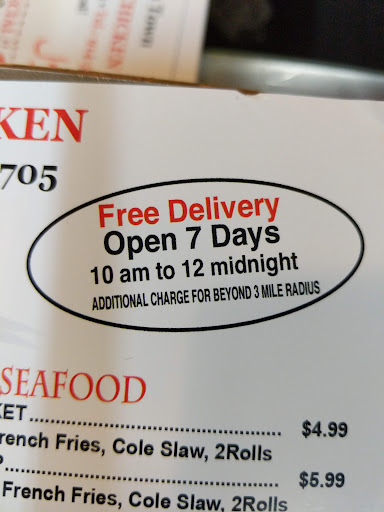 CHICKEN
KEN
705
Free Delivery
Open 7 Days
10 am to 12 midnight
ADDITIONAL CHARGE FOR BEYOND 3 MILE RADIUS
SEAFOOD
KET ........................................ $4.99
rench Fries, Cole Slaw, 2Rolls
P ........................................ $5.99
French Fries, Cole Slaw, 2Rolls